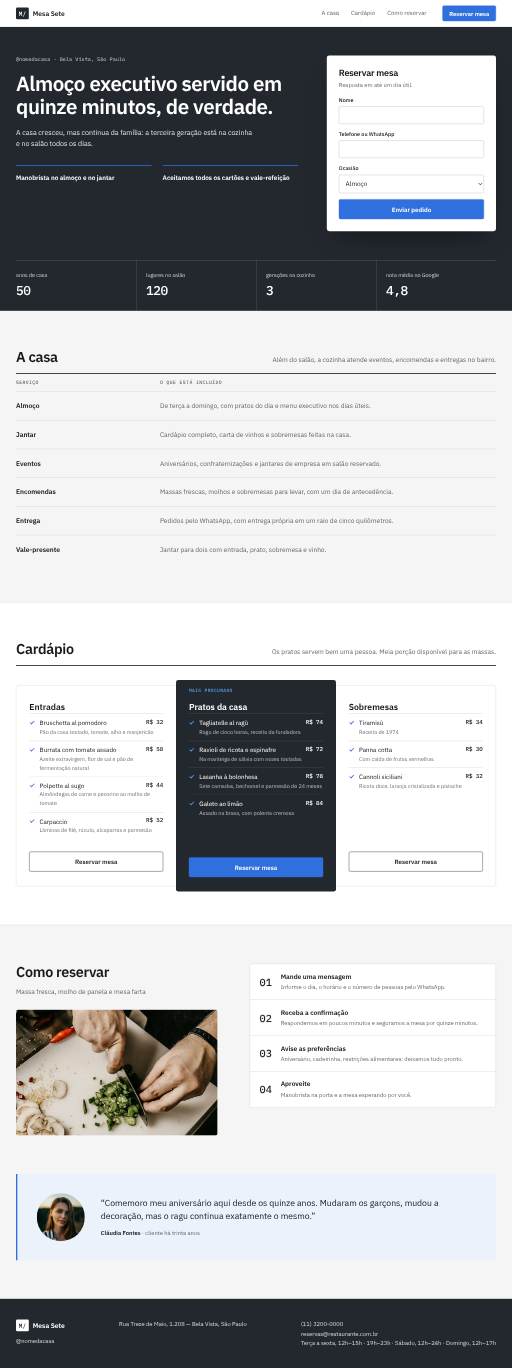 M/ Mesa Sete
A casa Cardápio Como reservar Reservar mesa
@nomedacasa · Bela Vista, São Paulo
Almoço executivo servido em
quinze minutos, de verdade.
A casa cresceu, mas continua da família: a terceira geração está na cozinha
e no salão todos os dias.
Manobrista no almoço e no jantar
Aceitamos todos os cartões e vale-refeição
Reservar mesa
Resposta em até um dia útil
Nome
Telefone ou WhatsApp
Ocasião
Almoço
Enviar pedido
anos de casa
50
lugares no salão
120
gerações na cozinha
3
nota média no Google
4,8
A casa
Além do salão, a cozinha atende eventos, encomendas e entregas no bairro.
SERVIÇO O QUE ESTÁ INCLUÍDO
Almoço De terça a domingo, com pratos do dia e menu executivo nos dias úteis.
Jantar Cardápio completo, carta de vinhos e sobremesas feitas na casa.
Eventos Aniversários, confraternizações e jantares de empresa em salão reservado.
Encomendas Massas frescas, molhos e sobremesas para levar, com um dia de antecedência.
Entrega Pedidos pelo WhatsApp, com entrega própria em um raio de cinco quilômetros.
Vale-presente Jantar para dois com entrada, prato, sobremesa e vinho.
Cardápio
Os pratos servem bem uma pessoa. Meia porção disponível para as massas.
Entradas
Bruschetta al pomodoro R$ 32
Pão da casa tostado, tomate, alho e manjericão
Burrata com tomate assado R$ 58
Azeite extravirgem, flor de sal e pão de
fermentação natural
Polpette al sugo R$ 44
Almôndegas de carne e pecorino ao molho de
tomate
Carpaccio R$ 52
Lâminas de filé, rúcula, alcaparras e parmesão
Reservar mesa
MAIS PROCURADO
Pratos da casa
Tagliatelle al ragù R$ 74
Ragu de cinco horas, receita da fundadora
Ravioli de ricota e espinafre R$ 72
Na manteiga de sálvia com nozes tostadas
Lasanha à bolonhesa R$ 78
Sete camadas, bechamel e parmesão de 24 meses
Galeto ao limão R$ 84
Assado na brasa, com polenta cremosa
Reservar mesa
Sobremesas
Tiramisù R$ 34
Receita de 1974
Panna cotta R$ 30
Com calda de frutas vermelhas
Cannoli siciliani R$ 32
Ricota doce, laranja cristalizada e pistache
Reservar mesa
Como reservar
Massa fresca, molho de panela e mesa farta
01 Mande uma mensagem
Informe o dia, o horário e o número de pessoas pelo WhatsApp.
02 Receba a confirmação
Respondemos em poucos minutos e seguramos a mesa por quinze minutos.
03 Avise as preferências
Aniversário, cadeirinha, restrições alimentares: deixamos tudo pronto.
04 Aproveite
Manobrista na porta e a mesa esperando por você.
"Comemoro meu aniversário aqui desde os quinze anos. Mudaram os garçons, mudou a
decoração, mas o ragu continua exatamente o mesmo."
Cláudia Fontes · cliente há trinta anos
M/ Mesa Sete
@nomedacasa
Rua Treze de Maio, 1.208 — Bela Vista, São Paulo
(11) 3200-0000
reservas@restaurante.com.br
Terça a sexta, 12h–15h · 19h–23h · Sábado, 12h–24h · Domingo, 12h–17h